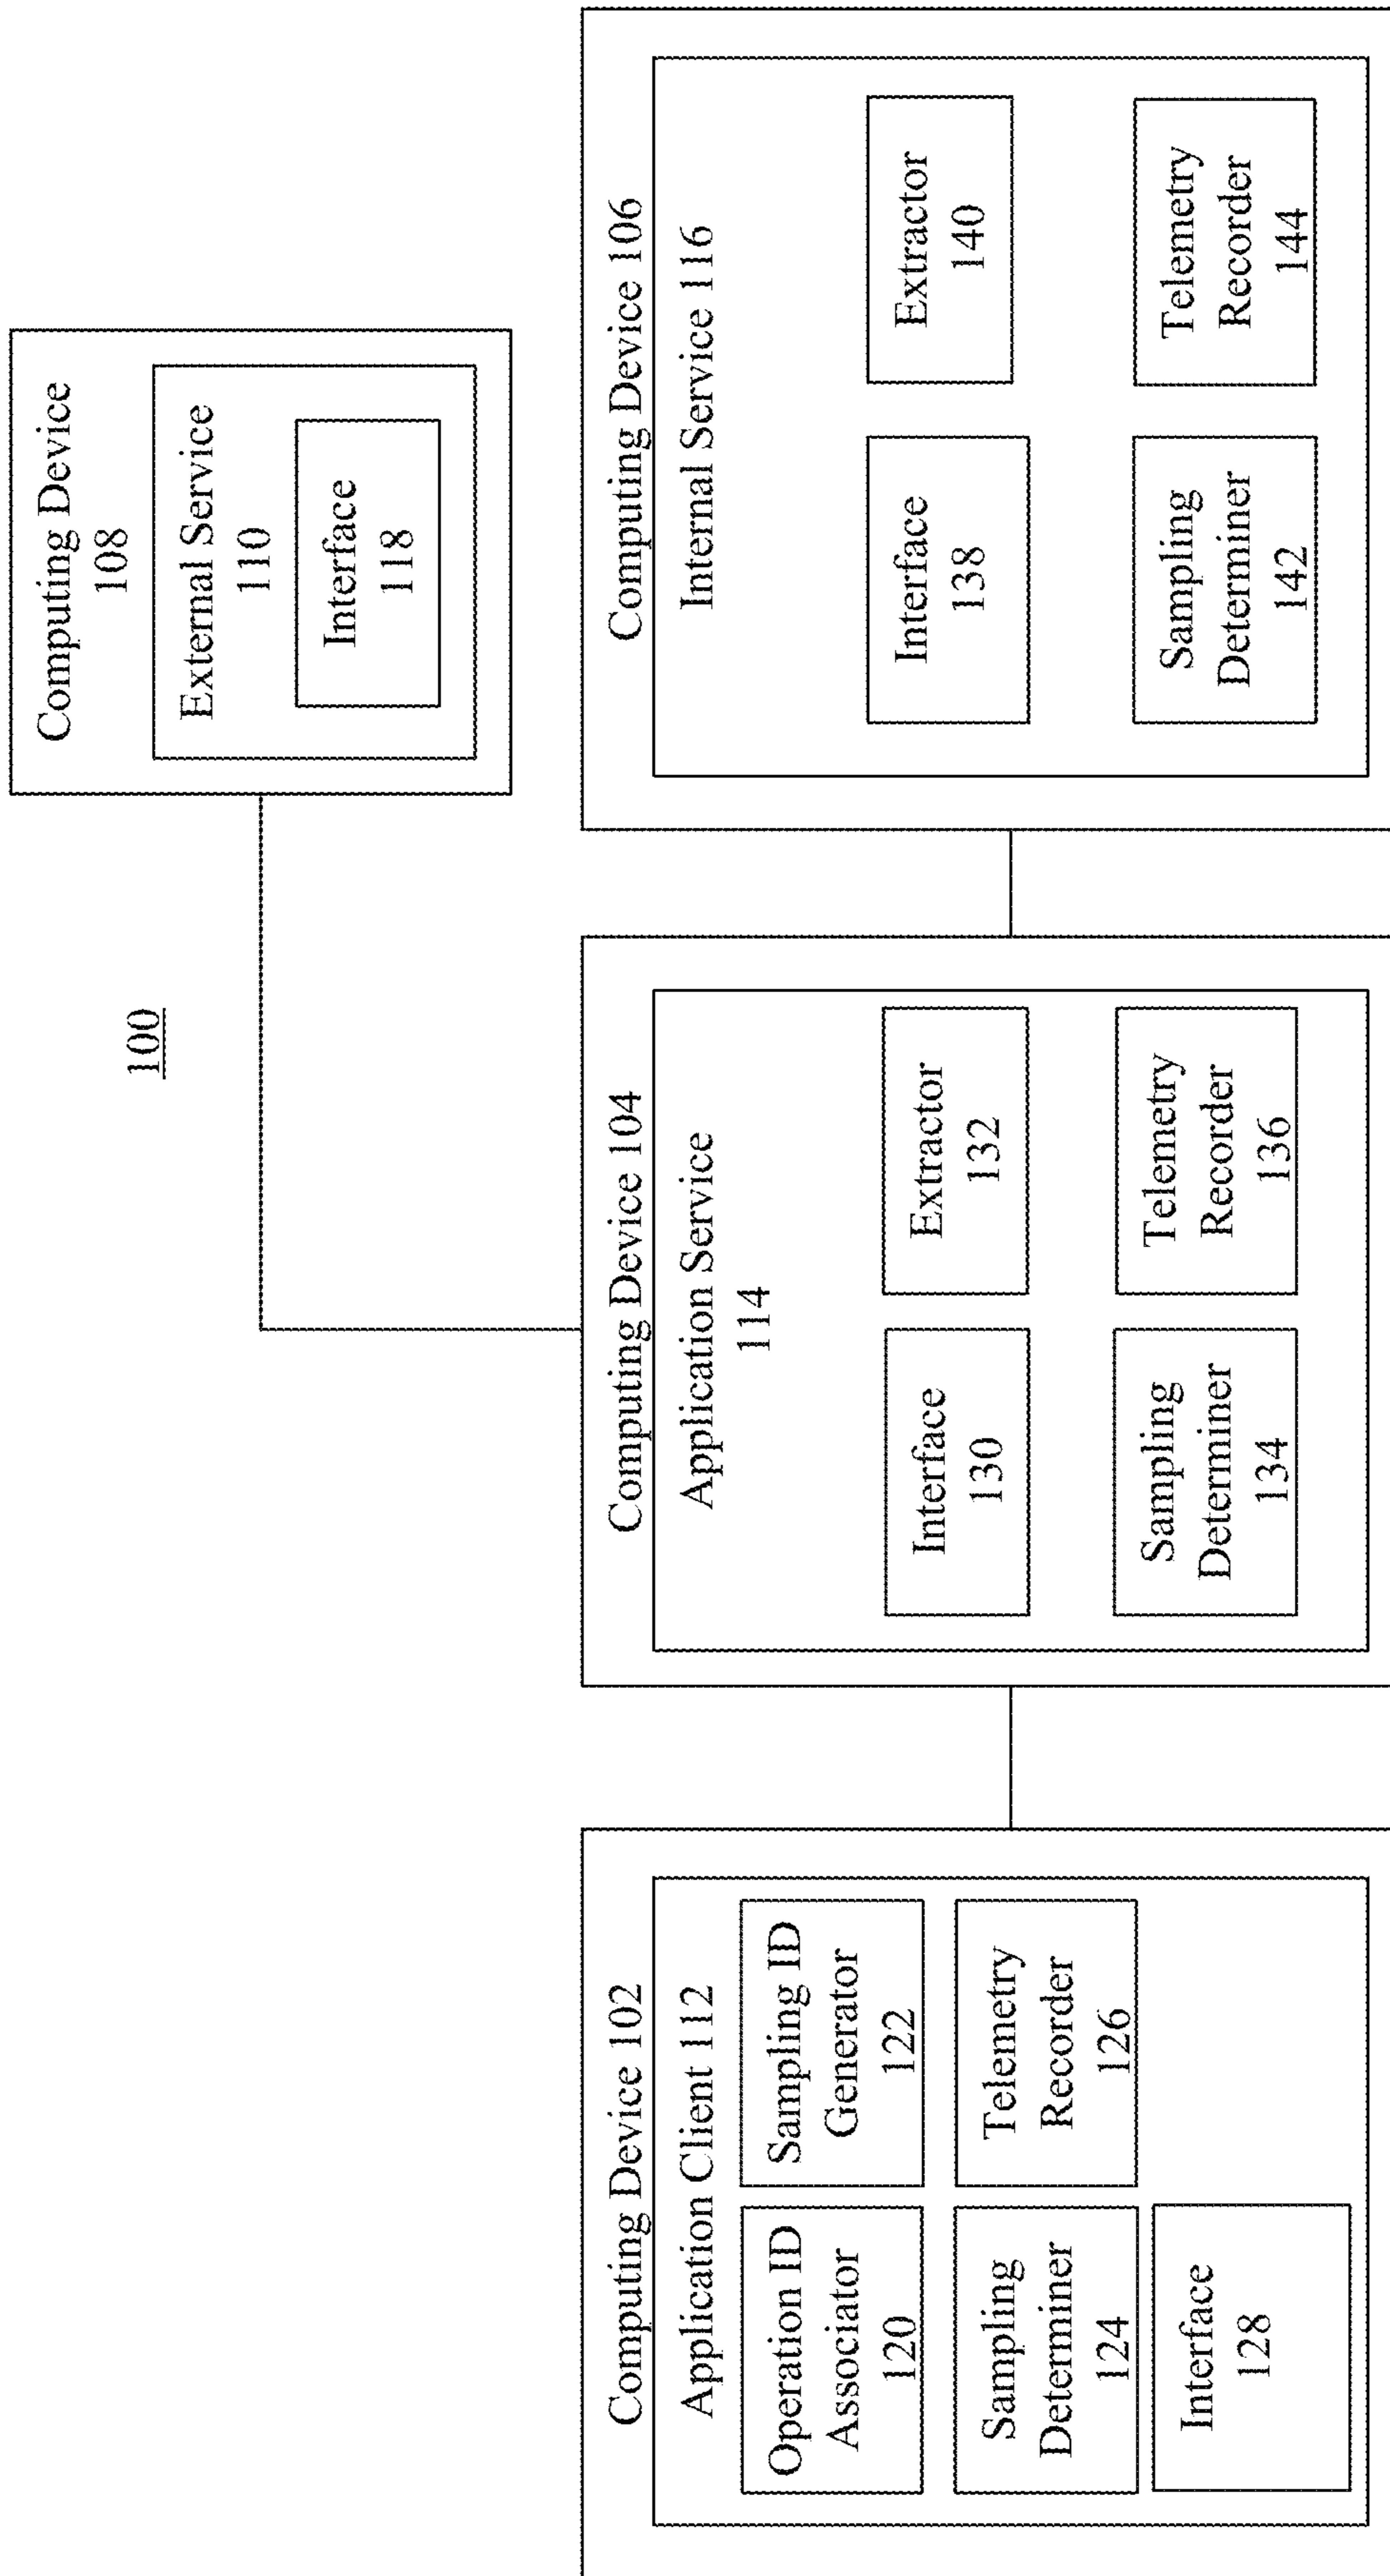 100
Computing Device
108
External Service
110
Interface
118
Computing Device 102
Application Client 112
Operation ID
Associator
120
Sampling ID
Generator
122
Sampling
Determiner
124
Telemetry
Recorder
126
Interface
128
Computing Device 104
Application Service
114
Interface
130
Extractor
132
Sampling
Determiner
134
Telemetry
Recorder
136
Computing Device 106
Internal Service 116
Interface
138
Extractor
140
Sampling
Determiner
142
Telemetry
Recorder
144